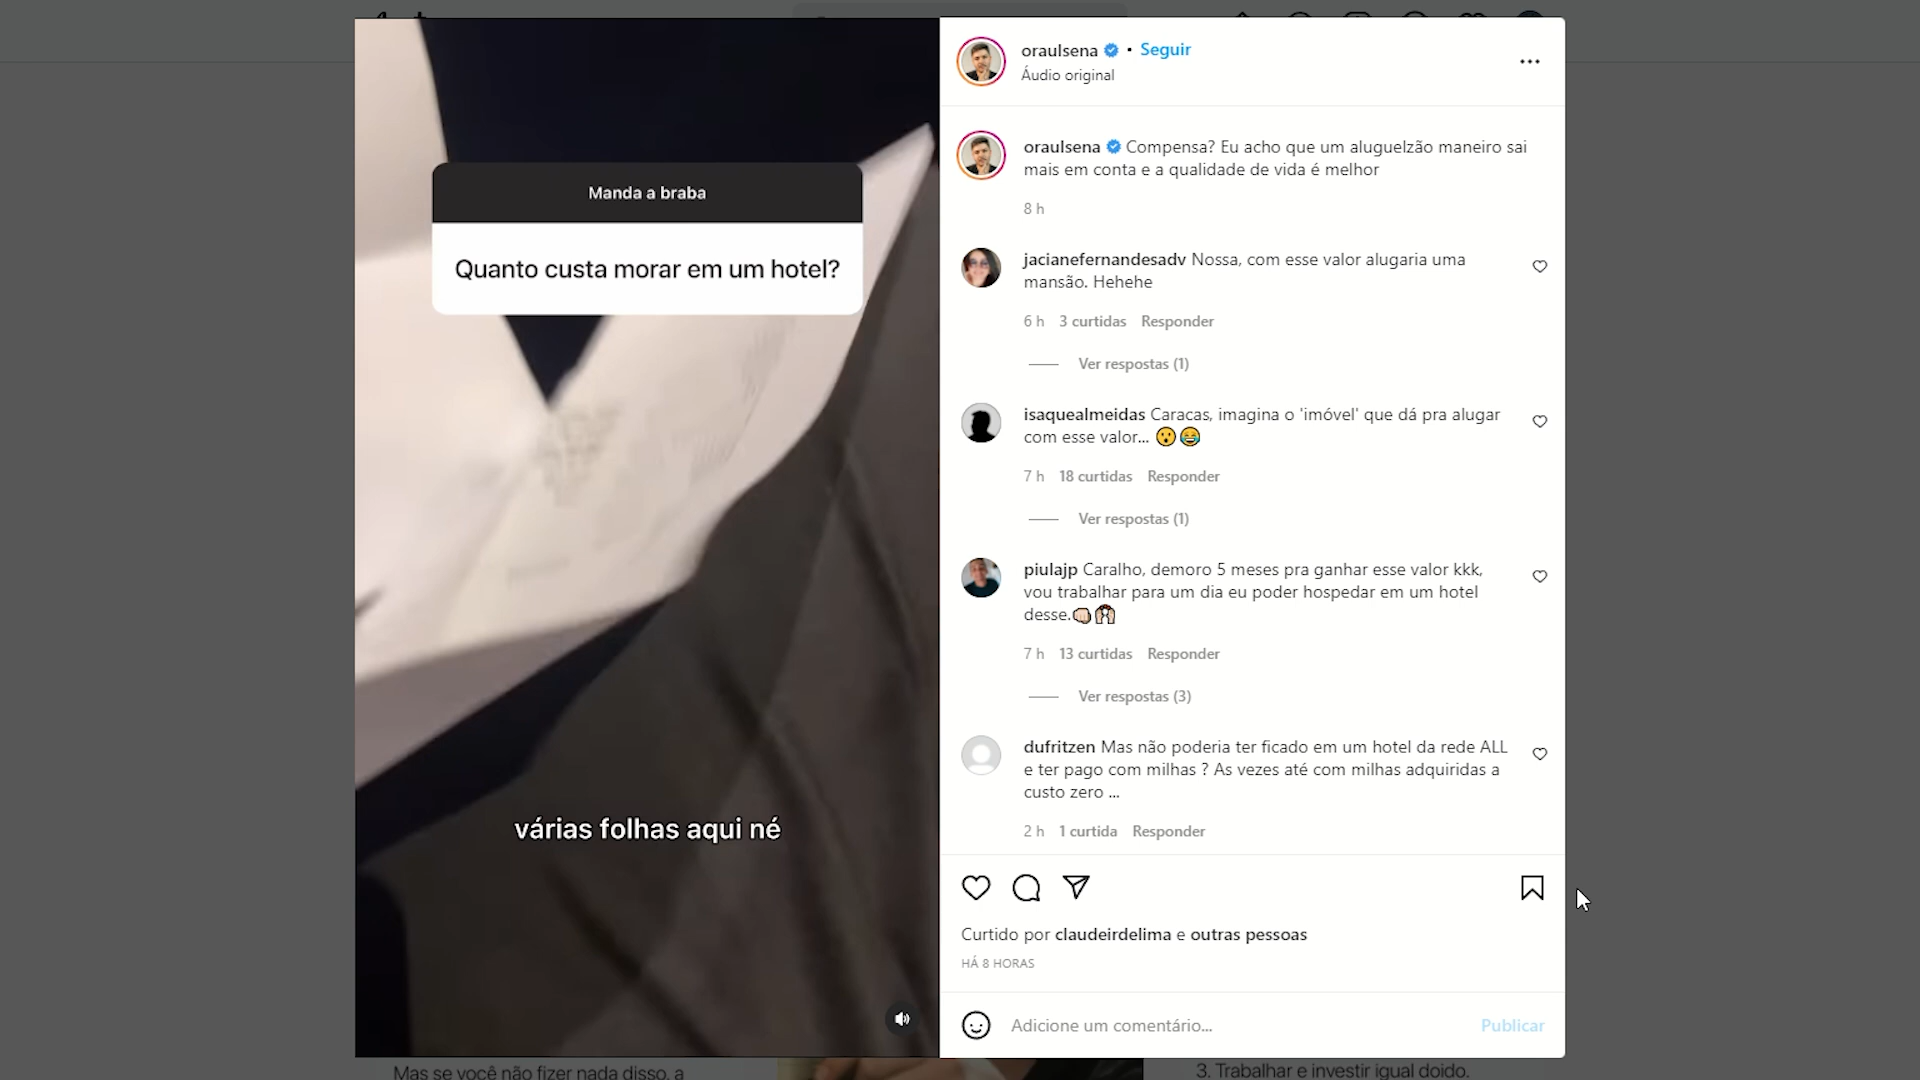 Manda a braba
Quanto custa morar em um hotel?
várias folhas aqui né
oraulsena • Seguir
Áudio original
oraulsena Compensa? Eu acho que um aluguelzão maneiro sai
mais em conta e a qualidade de vida é melhor
8 h
jacianefernandesadv Nossa, com esse valor alugaria uma
mansão. Hehehe
6 h 3 curtidas Responder
Ver respostas (1)
isaquealmeidas Caracas, imagina o 'imóvel' que dá pra alugar
com esse valor... 😮😂
7 h 18 curtidas Responder
Ver respostas (1)
piulajp Caralho, demoro 5 meses pra ganhar esse valor kkk,
vou trabalhar para um dia eu poder hospedar em um hotel
desse.👊🏻🙌🏻
7 h 13 curtidas Responder
Ver respostas (3)
dufritzen Mas não poderia ter ficado em um hotel da rede ALL
e ter pago com milhas ? As vezes até com milhas adquiridas a
custo zero ...
2 h 1 curtida Responder
Curtido por claudeirdelima e outras pessoas
HÁ 8 HORAS
Adicione um comentário...
Publicar
Mas se você não fizer nada disso, a
3. Trabalhar e investir igual doido.